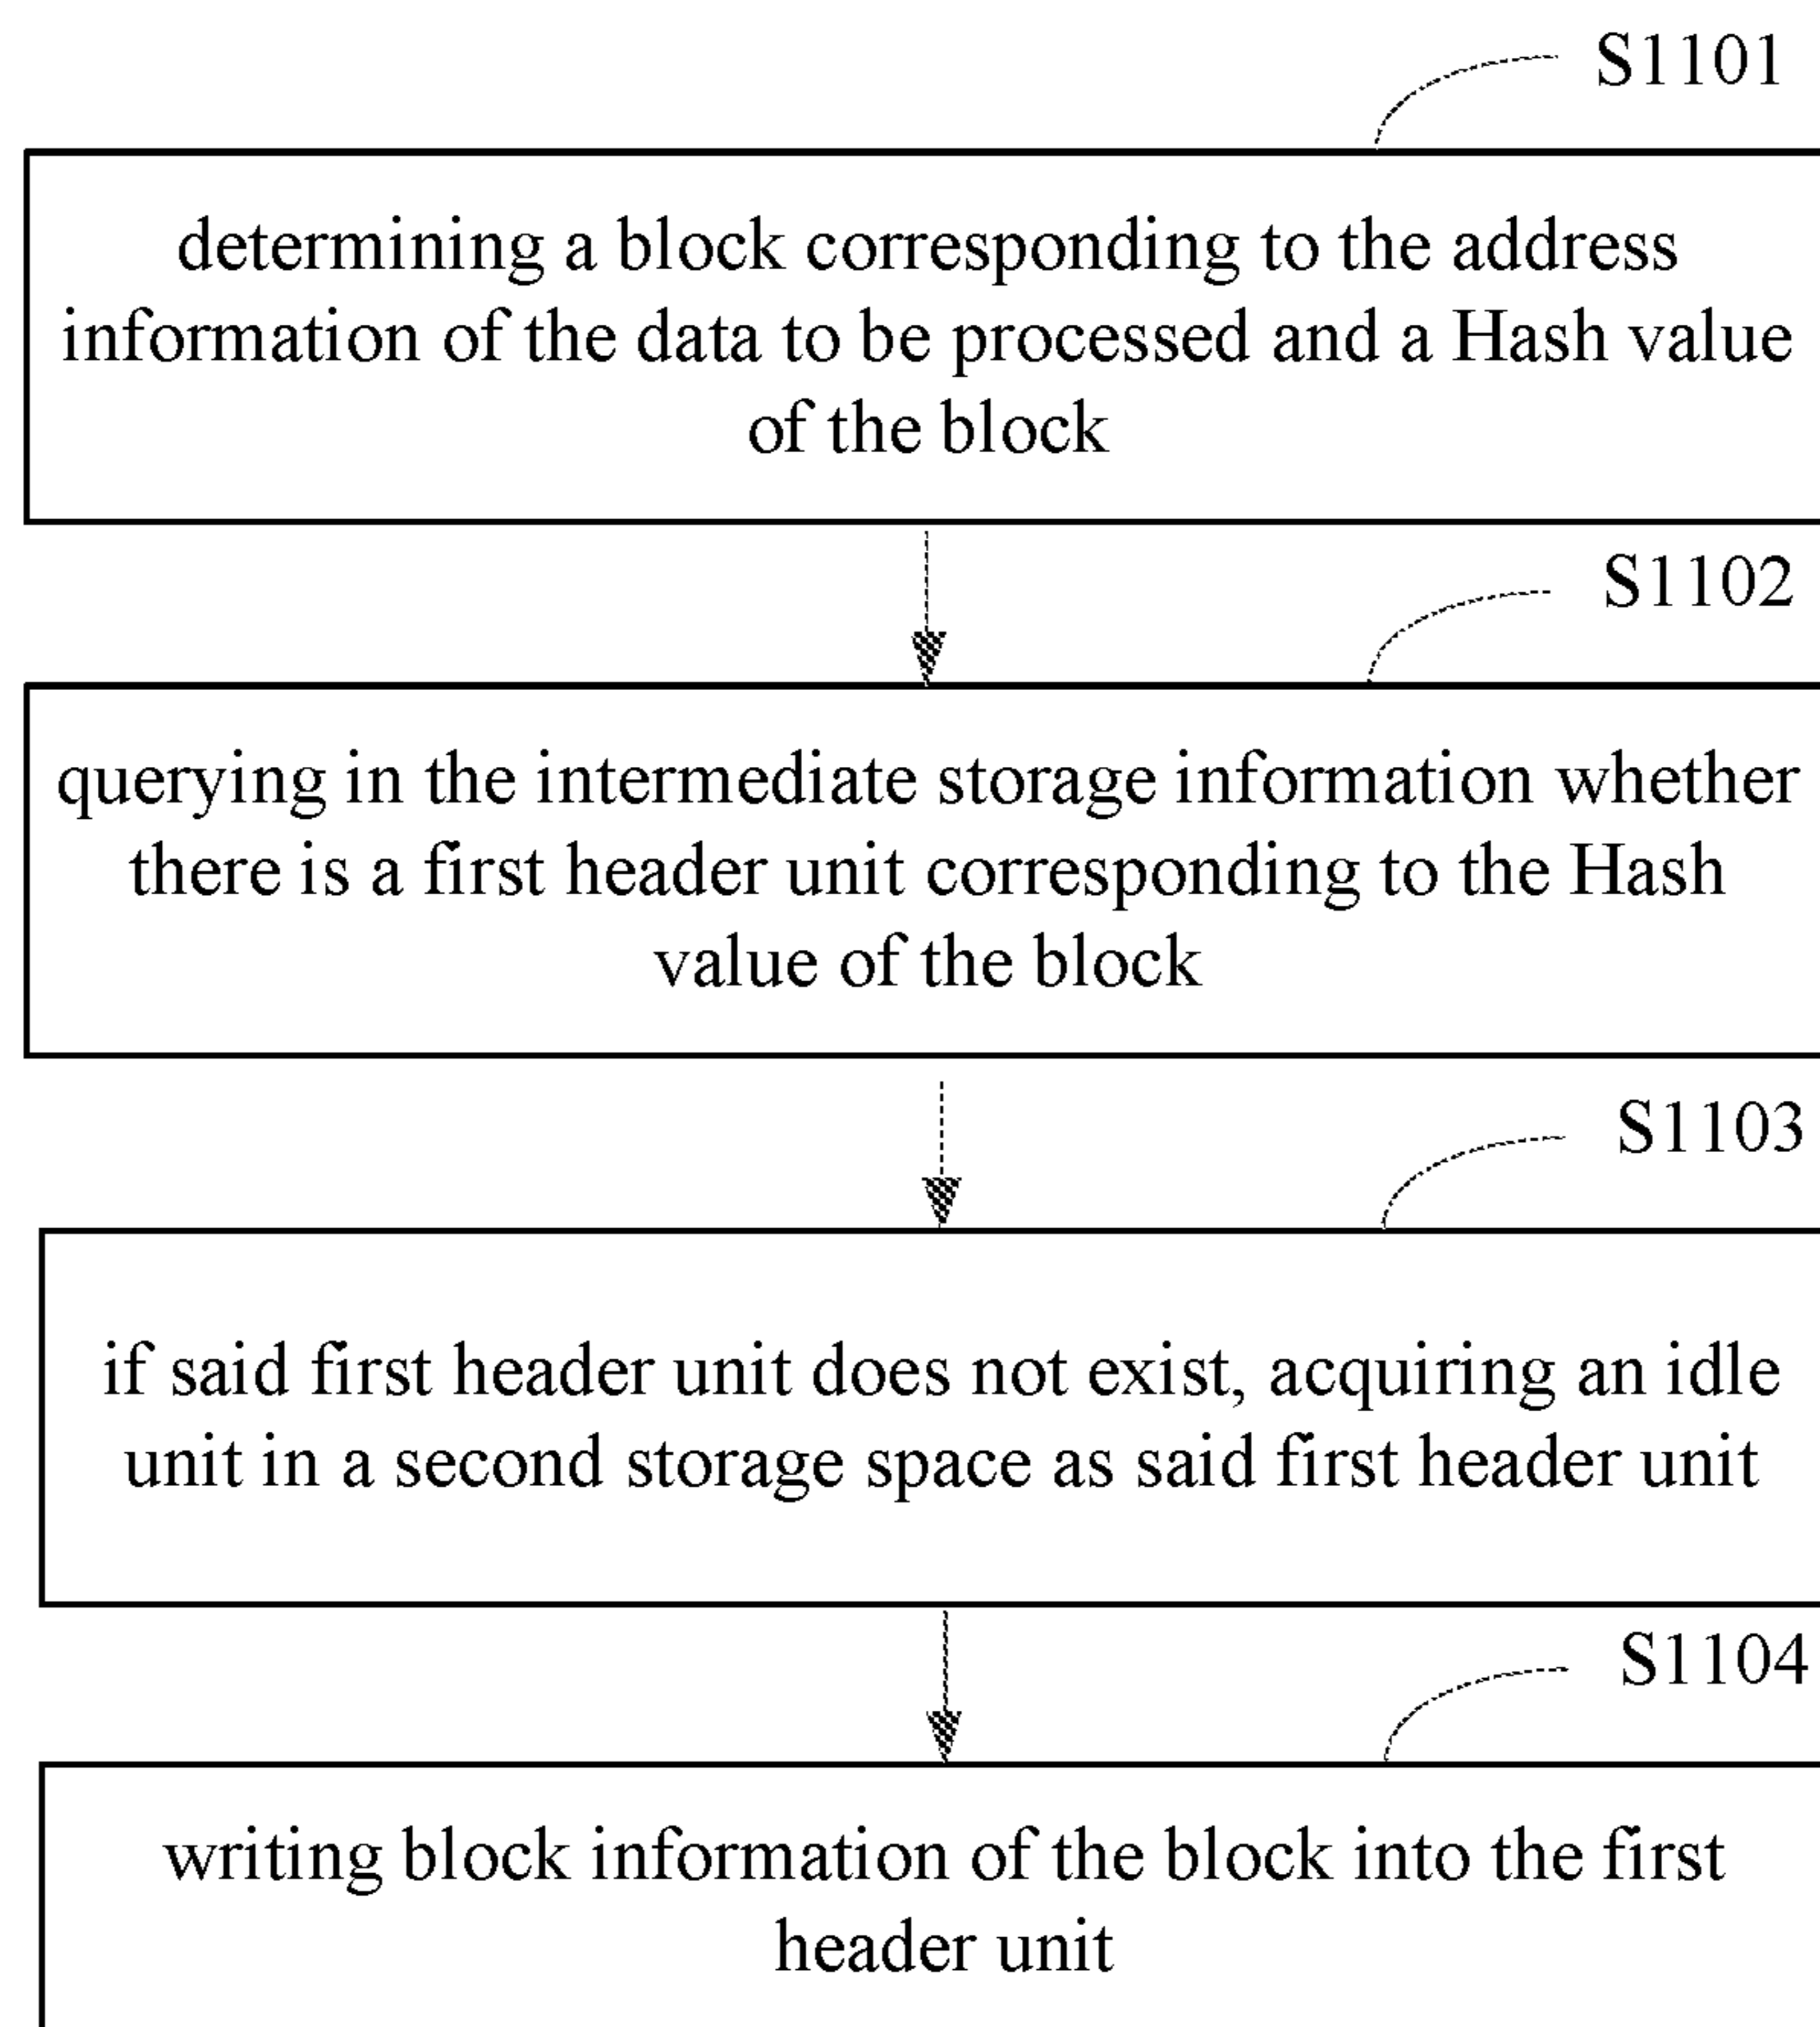 S1101
determining a block corresponding to the address
information of the data to be processed and a Hash value
of the block
S1102
querying in the intermediate storage information whether
there is a first header unit corresponding to the Hash
value of the block
S1103
if said first header unit does not exist, acquiring an idle
unit in a second storage space as said first header unit
S1104
writing block information of the block into the first
header unit